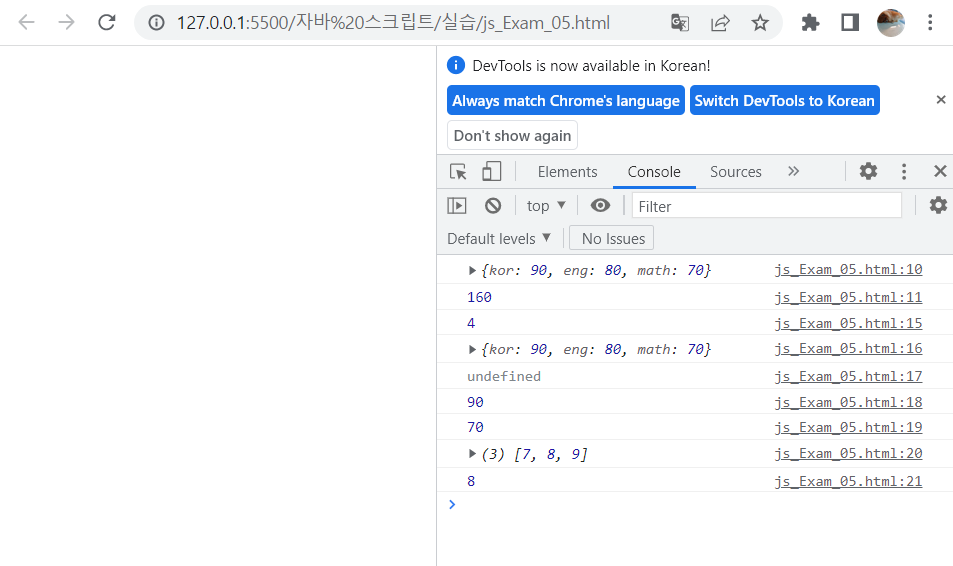 127.0.0.1:5500/자바%20스크립트/실습/js_Exam_05.html
DevTools is now available in Korean!
Always match Chrome's language Switch DevTools to Korean
Don't show again
Elements Console Sources
top Filter
Default levels No Issues
{kor: 90, eng: 80, math: 70} js_Exam_05.html:10
160 js_Exam_05.html:11
4 js_Exam_05.html:15
{kor: 90, eng: 80, math: 70} js_Exam_05.html:16
undefined js_Exam_05.html:17
90 js_Exam_05.html:18
70 js_Exam_05.html:19
(3) [7, 8, 9] js_Exam_05.html:20
8 js_Exam_05.html:21